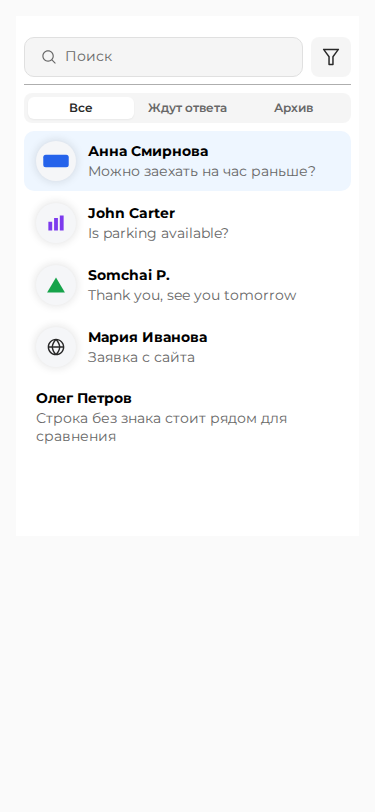 Поиск
Все
Ждут ответа
Архив
Анна Смирнова
Можно заехать на час раньше?
John Carter
Is parking available?
Somchai P.
Thank you, see you tomorrow
Мария Иванова
Заявка с сайта
Олег Петров
Строка без знака стоит рядом для
сравнения